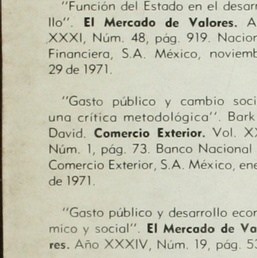 "Función del Estado en el desarr
llo". El Mercado de Valores. A
XXXI, Núm. 48, pág. 919. Nacion
Financiera, S.A. México, noviemb
29 de 1971.
"Gasto público y cambio soci
una crítica metodológica". Bark
David. Comercio Exterior. Vol. XX
Núm. 1, pág. 73. Banco Nacional
Comercio Exterior, S.A. México, ene
de 1971.
"Gasto público y desarrollo econ
mico y social". El Mercado de Va
res. Año XXXIV, Núm. 19, pág. 53